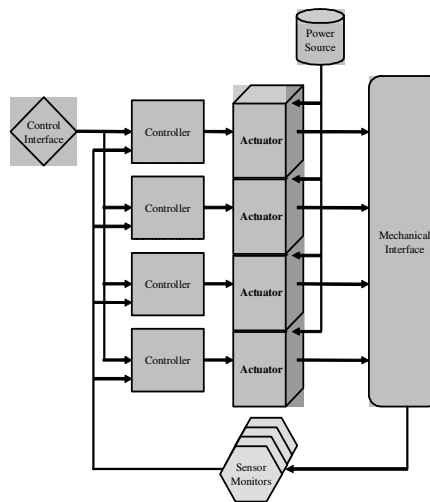 Power
Source
Control
Interface
Controller
Actuator
Controller
Actuator
Mechanical
Interface
Controller
Actuator
Controller
Actuator
Sensor
Monitors